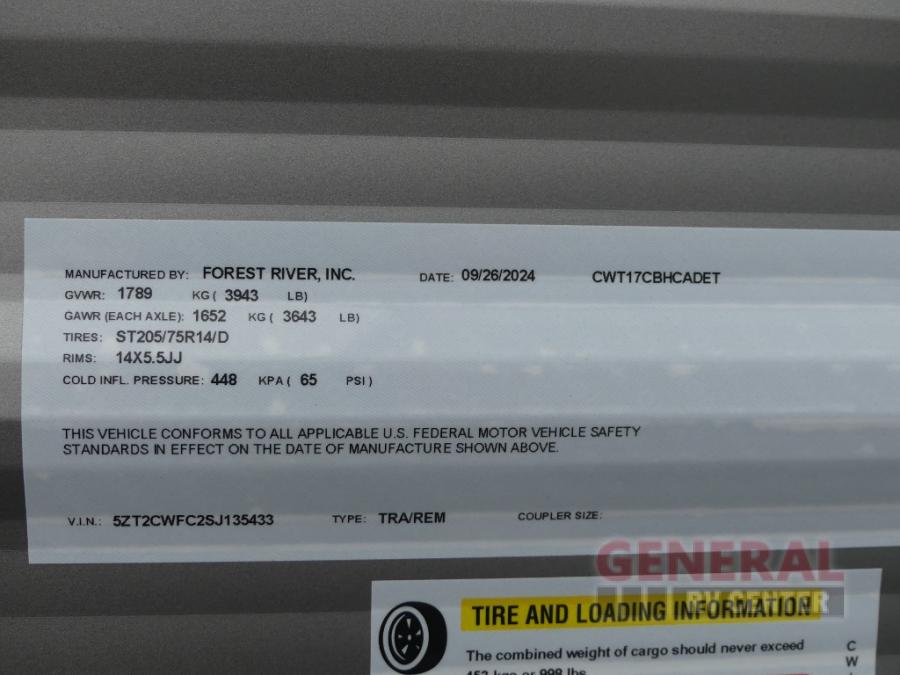 MANUFACTURED BY: FOREST RIVER, INC. DATE: 09/26/2024 CWT17CBHCADET
GVWR: 1789 KG ( 3943 LB)
GAWR (EACH AXLE): 1652 KG ( 3643 LB)
TIRES: ST205/75R14/D
RIMS: 14X5.5JJ
COLD INFL. PRESSURE: 448 KPA ( 65 PSI )
THIS VEHICLE CONFORMS TO ALL APPLICABLE U.S. FEDERAL MOTOR VEHICLE SAFETY
STANDARDS IN EFFECT ON THE DATE OF MANUFACTURE SHOWN ABOVE.
V.I.N.: 5ZT2CWFC2SJ135433 TYPE: TRA/REM COUPLER SIZE:
GENERAL
RV CENTER
TIRE AND LOADING INFORMATION
The combined weight of cargo should never exceed C
W